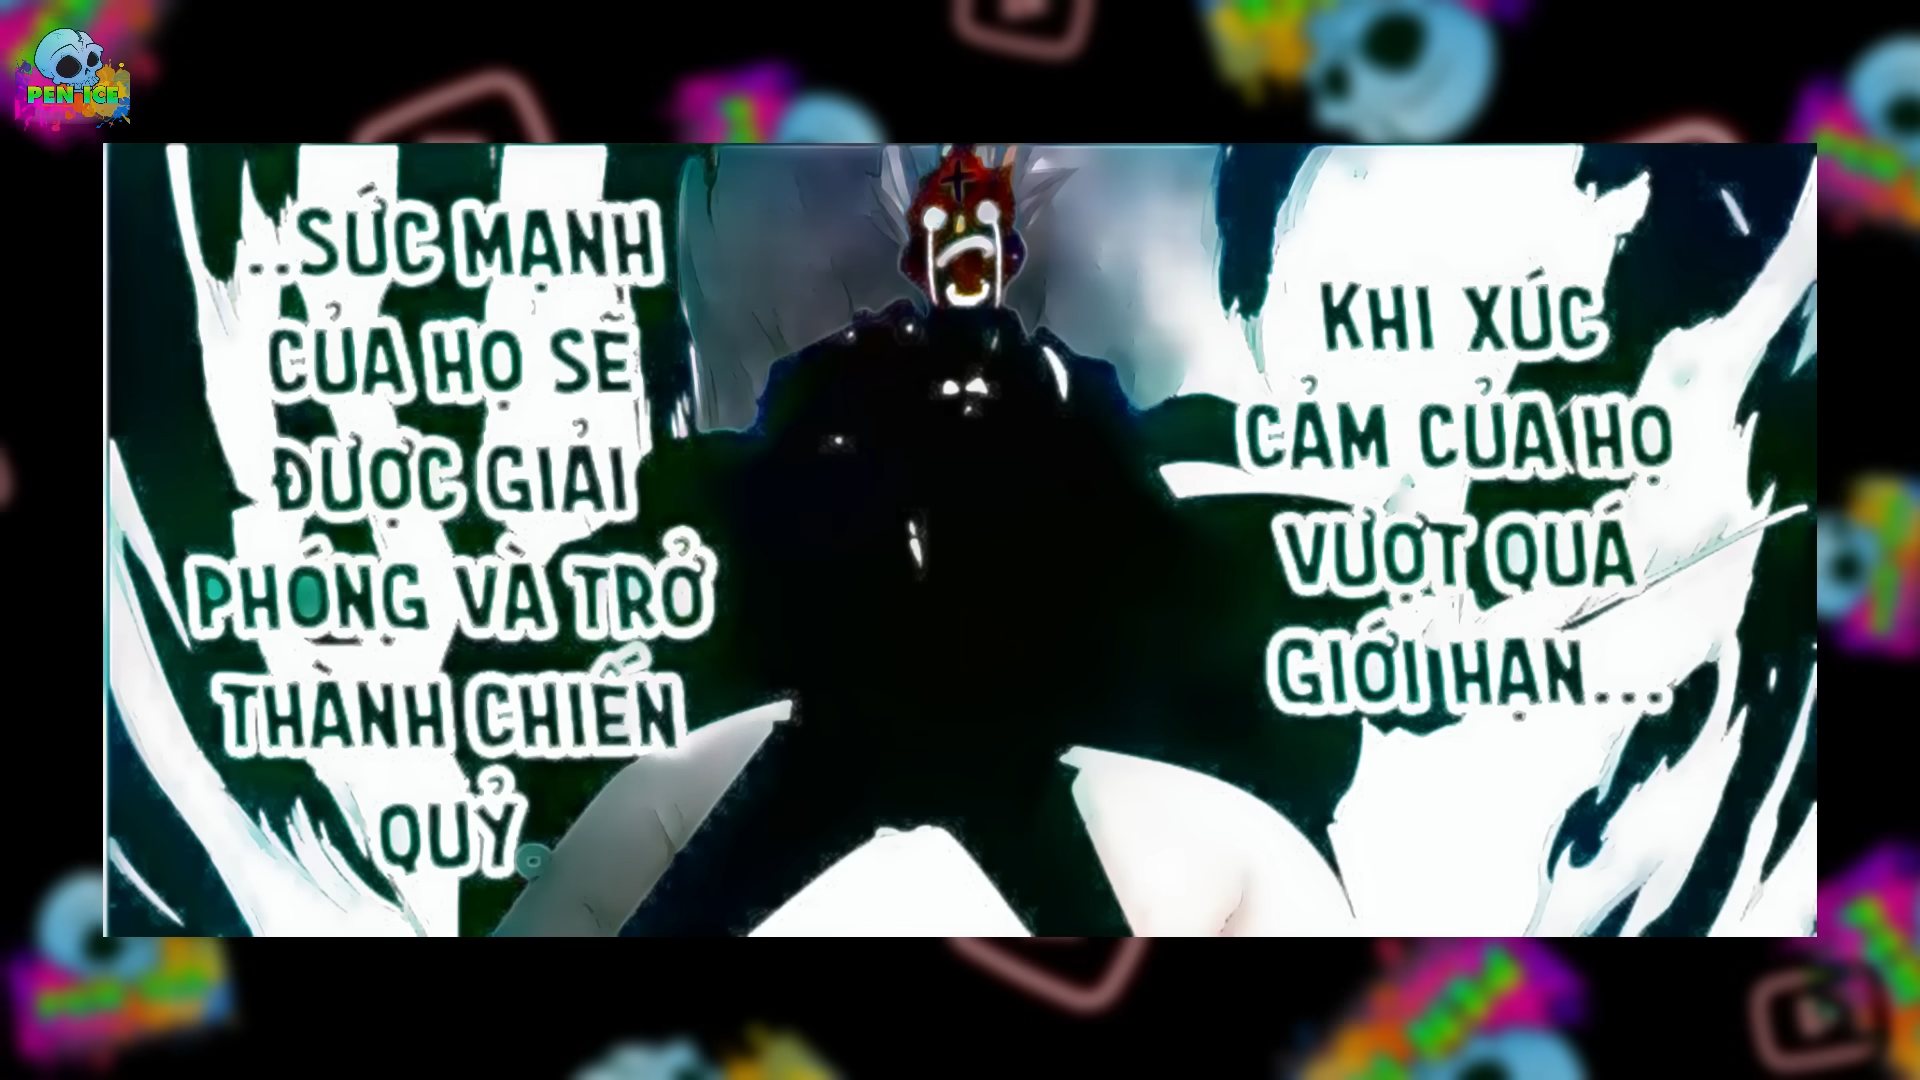 PEN ICE
..SỨC MẠNH
CỦA HỌ SẼ
ĐƯỢC GIẢI
PHÓNG VÀ TRỞ
THÀNH CHIẾN
QUỶ.
KHI XÚC
CẢM CỦA HỌ
VƯỢT QUÁ
GIỚI HẠN...